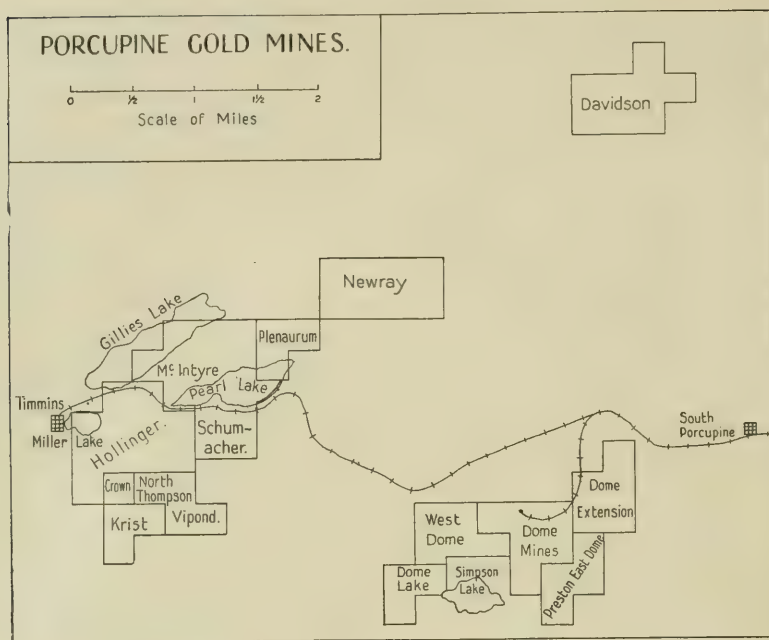 PORCUPINE GOLD MINES.
0 ½ 1 1½ 2
Scale of Miles
Davidson
Newray
Gillies Lake
Plenaurum
Mc Intyre
Pearl Lake
Timmins
Miller Lake
Hollinger.
Schum-
acher.
South
Porcupine
Crown
North
Thompson
Krist
Vipond.
West
Dome
Dome
Mines
Dome
Extension
Dome
Lake
Simpson
Lake
Preston East Dome